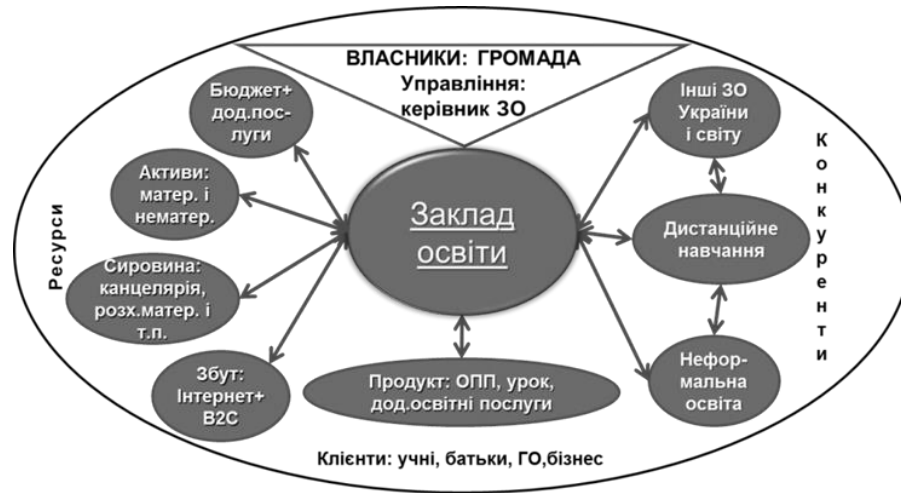 ВЛАСНИКИ: ГРОМАДА
Управління:
керівник ЗО
Ресурси
Бюджет+
дод.пос-
луги
Активи:
матер. і
нематер.
Сировина:
канцелярія,
розх.матер. і
т.п.
Збут:
Інтернет+
B2C
Заклад
освіти
Продукт: ОПП, урок,
дод.освітні послуги
Інші ЗО
України
і світу
Дистанційне
навчання
Нефор-
мальна
освіта
Конкуренти
Клієнти: учні, батьки, ГО,бізнес